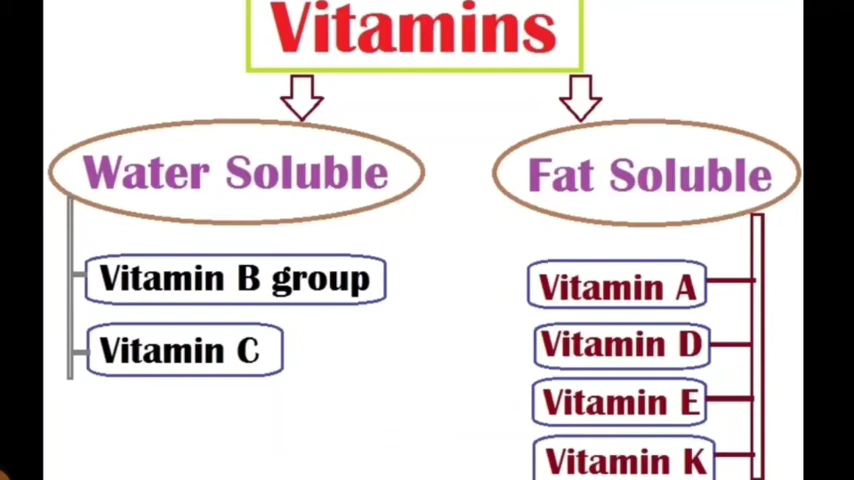 Vitamins
Water Soluble
Fat Soluble
Vitamin B group
Vitamin C
Vitamin A
Vitamin D
Vitamin E
Vitamin K